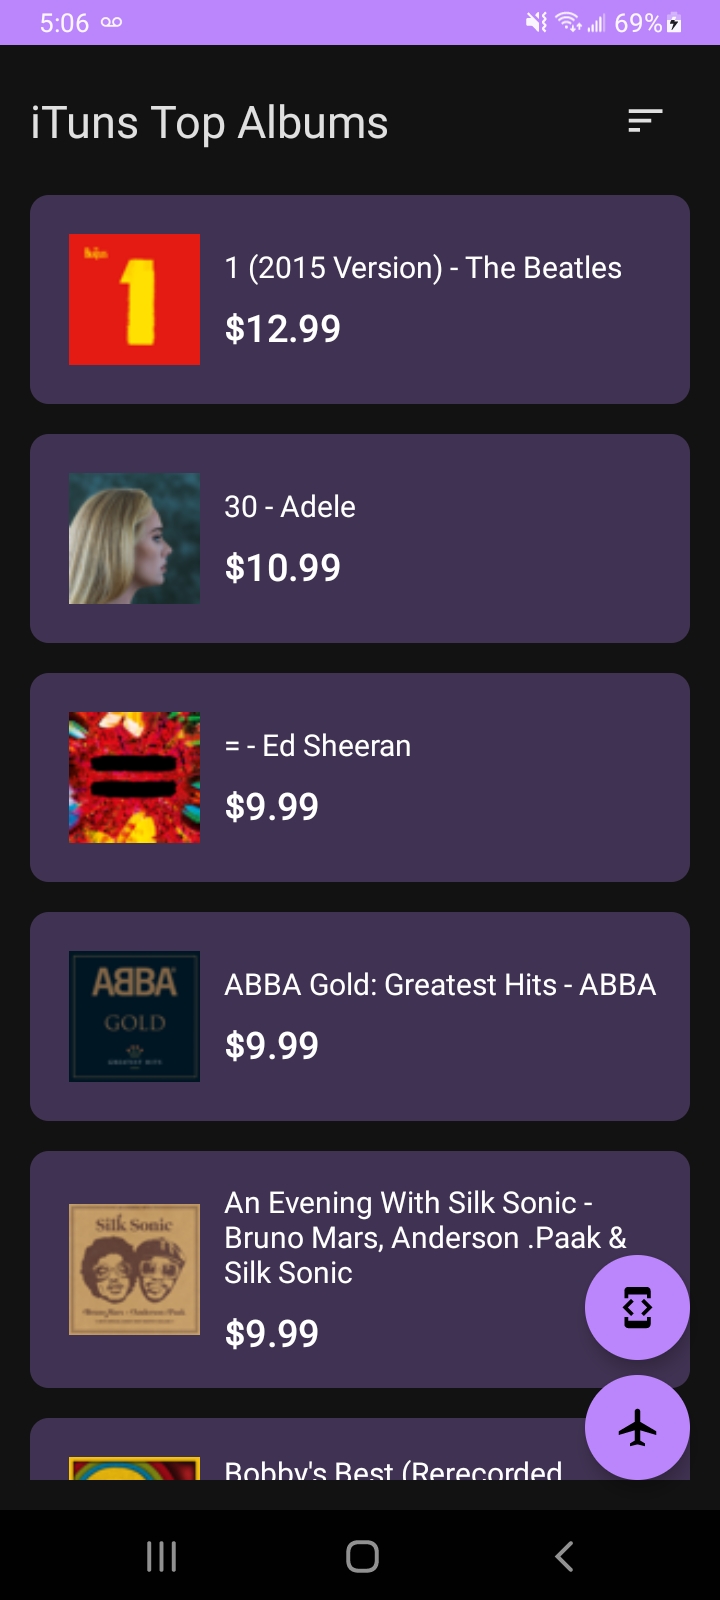 5:06
69%
iTuns Top Albums
1 (2015 Version) - The Beatles
$12.99
30 - Adele
$10.99
= - Ed Sheeran
$9.99
ABBA
GOLD
GREATEST HITS
ABBA Gold: Greatest Hits - ABBA
$9.99
Silk Sonic
An Evening With Silk Sonic -
Bruno Mars, Anderson .Paak &
Silk Sonic
$9.99
Bobby's Best (Rerecorded